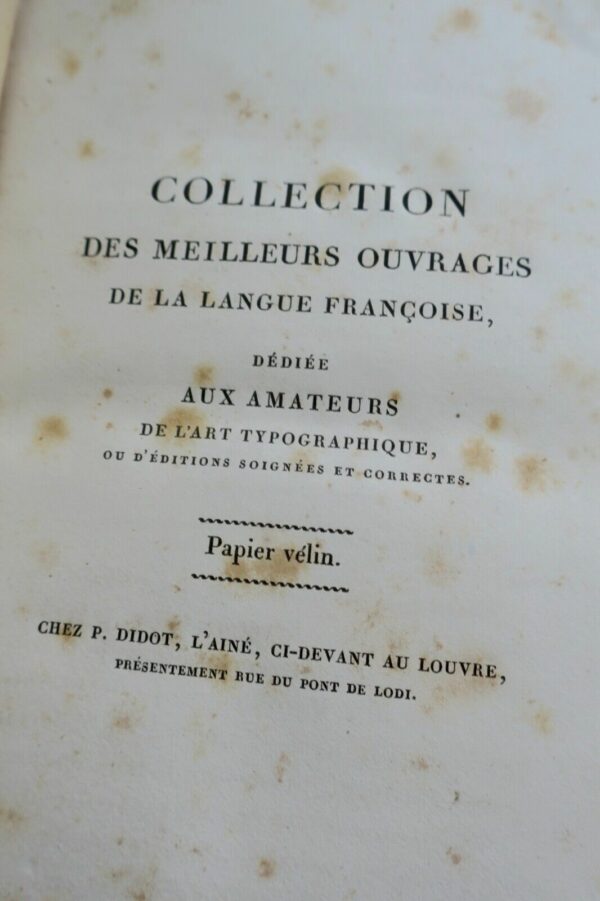 COLLECTION
DES MEILLEURS OUVRAGES
DE LA LANGUE FRANÇOISE,
DÉDIÉE
AUX AMATEURS
DE L'ART TYPOGRAPHIQUE,
OU D'ÉDITIONS SOIGNÉES ET CORRECTES.
Papier vélin.
CHEZ P. DIDOT, L'AINÉ, CI-DEVANT AU LOUVRE,
PRÉSENTEMENT RUE DU PONT DE LODI.